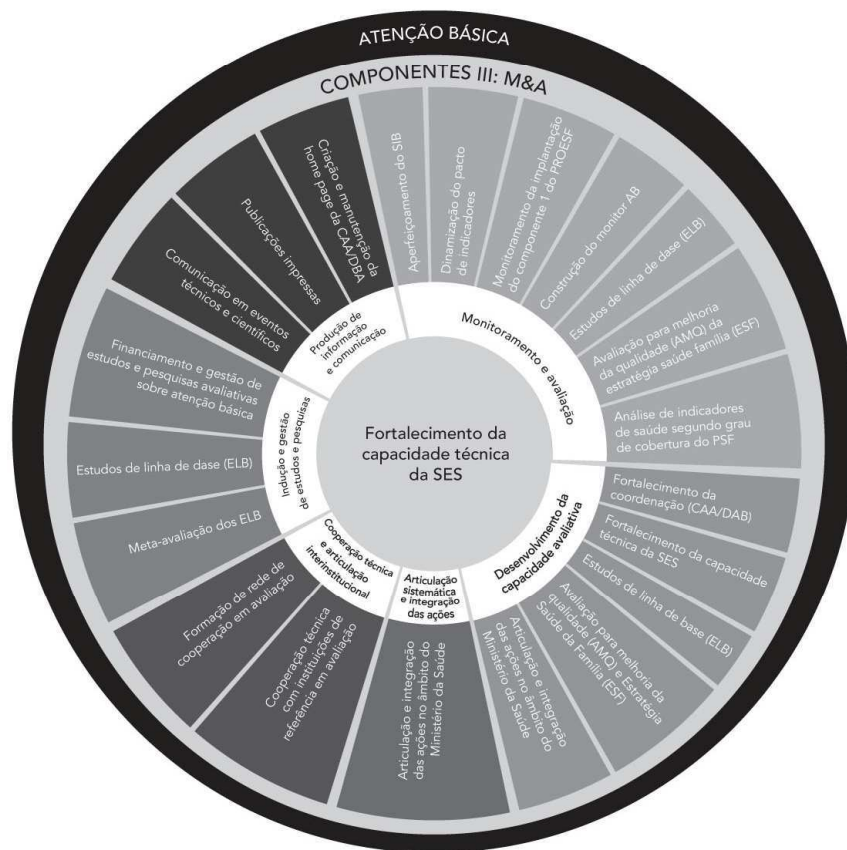 ATENÇÃO BÁSICA
COMPONENTES III: M&A
Fortalecimento da
capacidade técnica
da SES
Monitoramento e avaliação
Aperfeiçoamento do SIB
Dinamização do pacto
de indicadores
Monitoramento da implantação
do componente 1 do PROESF
Construção do monitor AB
Estudos de linha de dase (ELB)
Avaliação para melhoria
da qualidade (AMQ) da
estratégia saúde família (ESF)
Análise de indicadores
de saúde segundo grau
de cobertura do PSF
Desenvolvimento da
capacidade avaliativa
Fortalecimento da
coordenação (CAA/DAB)
Fortalecimento da capacidade
técnica da SES
Estudos de linha de base (ELB)
Avaliação para melhoria da
qualidade (AMQ) e Estratégia
Saúde da Família (ESF)
Articulação e integração
das ações no âmbito do
Ministério da Saúde
Articulação
sistemática
e integração
das ações
Articulação e integração
das ações no âmbito do
Ministério da Saúde
Cooperação técnica
e articulação
interinstitucional
Cooperação técnica
com instituições de
referência em avaliação
Formação de rede de
cooperação em avaliação
Indução e gestão
de estudos e pesquisas
Meta-avaliação dos ELB
Estudos de linha de dase (ELB)
Financiamento e gestão de
estudos e pesquisas avaliativas
sobre atenção básica
Produção de
informação
e comunicação
Comunicação em eventos
técnicos e científicos
Publicações impressas
Criação e manutenção da
home page da CAA/DBA